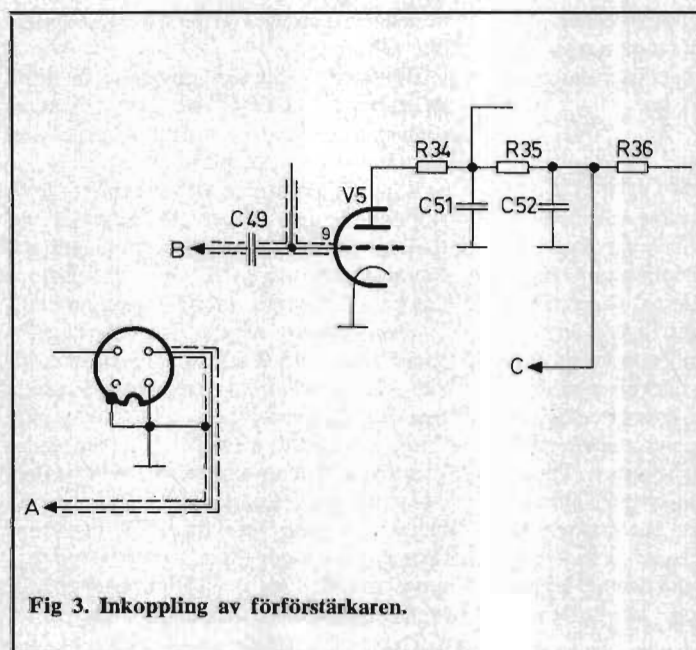 R34 R35 R36
V5 C51 C52
C49
9
B
C
A
Fig 3. Inkoppling av förförstärkaren.